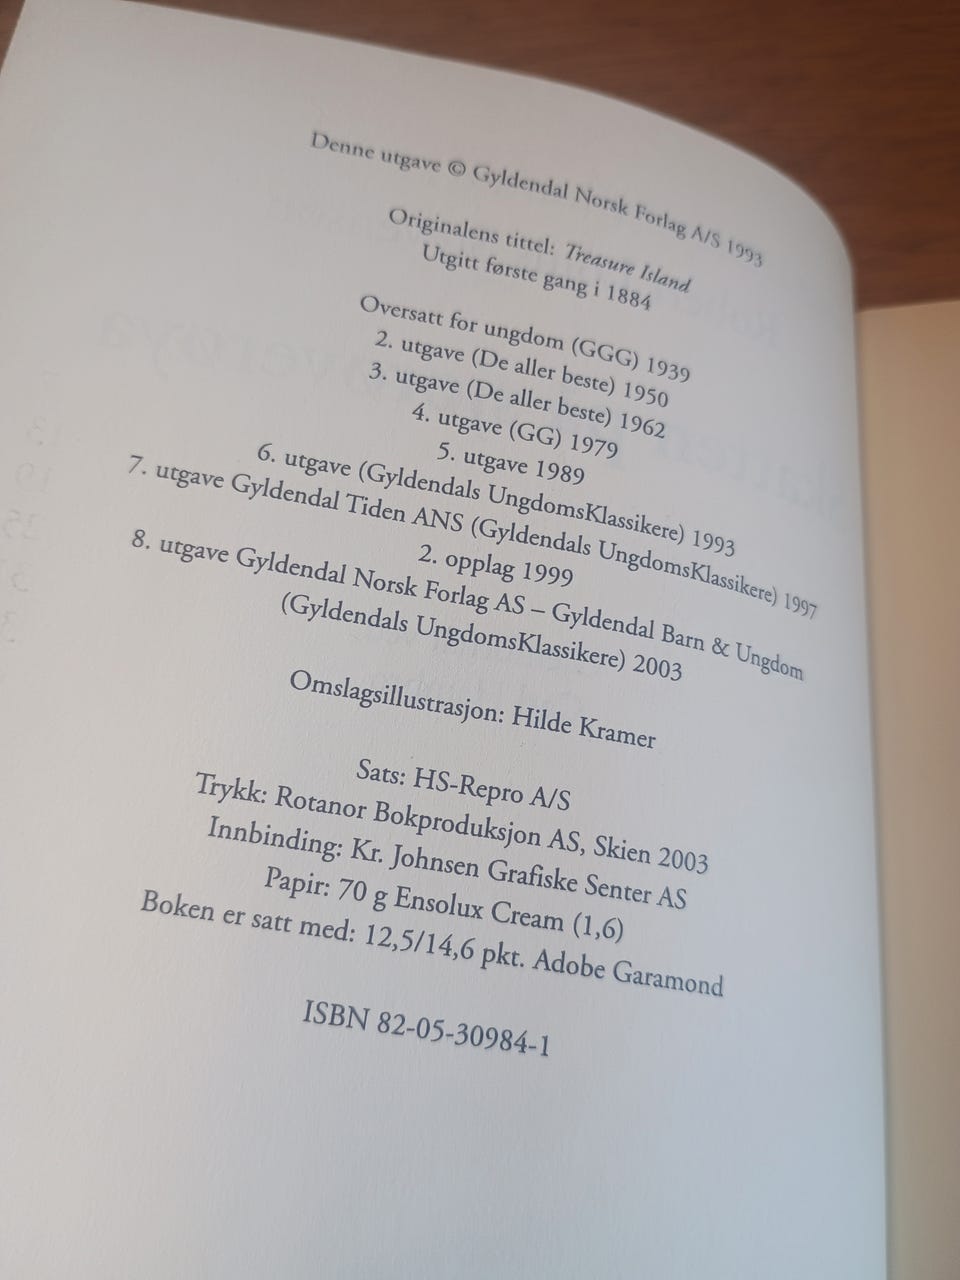 Denne utgave © Gyldendal Norsk Forlag A/S 1993
Originalens tittel: Treasure Island
Utgitt første gang i 1884
Oversatt for ungdom (GGG) 1939
2. utgave (De aller beste) 1950
3. utgave (De aller beste) 1962
4. utgave (GG) 1979
5. utgave 1989
6. utgave (Gyldendals UngdomsKlassikere) 1993
7. utgave Gyldendal Tiden ANS (Gyldendals UngdomsKlassikere) 1997
2. opplag 1999
8. utgave Gyldendal Norsk Forlag AS – Gyldendal Barn & Ungdom
(Gyldendals UngdomsKlassikere) 2003
Omslagsillustrasjon: Hilde Kramer
Sats: HS-Repro A/S
Trykk: Rotanor Bokproduksjon AS, Skien 2003
Innbinding: Kr. Johnsen Grafiske Senter AS
Papir: 70 g Ensolux Cream (1,6)
Boken er satt med: 12,5/14,6 pkt. Adobe Garamond
ISBN 82-05-30984-1